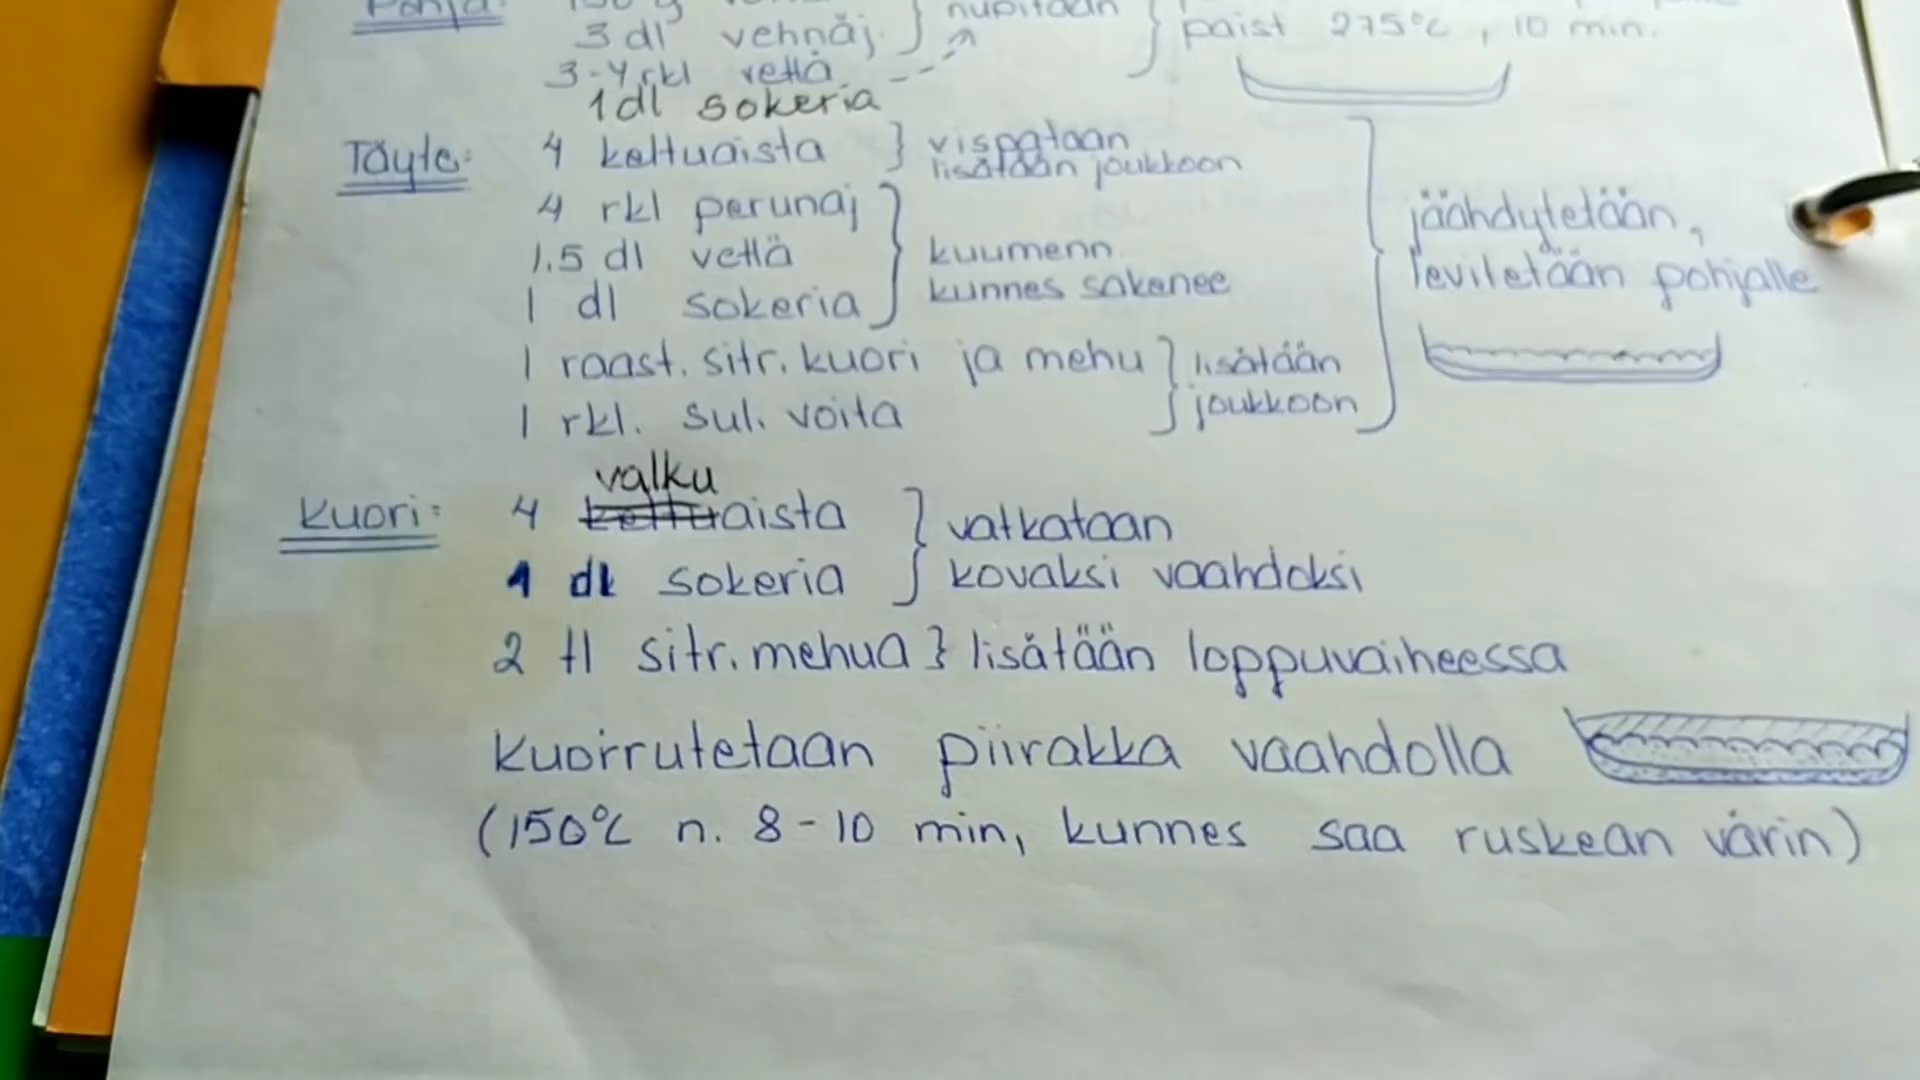 Pohja:
3 dl vehnäj. nupitaan paist 275°C, 10 min.
3-4 rkl vettä
1 dl sokeria
Täyte: 4 keltuaista } vispataan lisätään joukkoon
4 rkl perunaj
1.5 dl vettä kuumenn.
1 dl sokeria kunnes sakenee
jäähdytetään, levitetään pohjalle
1 raast. sitr. kuori ja mehu lisätään
1 rkl. sul. voita joukkoon
valku
Kuori: 4 keltuaista vatkataan
1 dl sokeria kovaksi vaahdoksi
2 tl sitr. mehua } lisätään loppuvaiheessa
Kuorrutetaan piirakka vaahdolla
(150°C n. 8-10 min, kunnes saa ruskean värin)